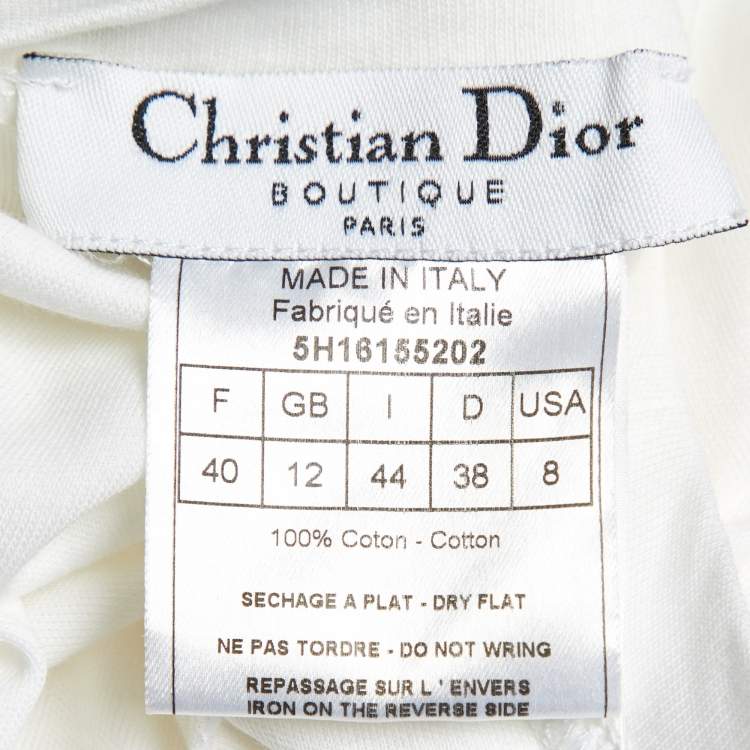 Christian Dior
BOUTIQUE
PARIS
MADE IN ITALY
Fabriqué en Italie
5H16155202
F GB I D USA
40 12 44 38 8
100% Coton - Cotton
SECHAGE A PLAT - DRY FLAT
NE PAS TORDRE - DO NOT WRING
REPASSAGE SUR L ' ENVERS
IRON ON THE REVERSE SIDE